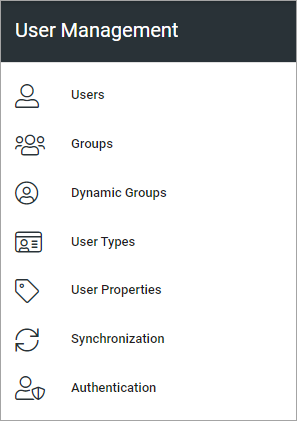 User Management
Users
Groups
Dynamic Groups
User Types
User Properties
Synchronization
Authentication